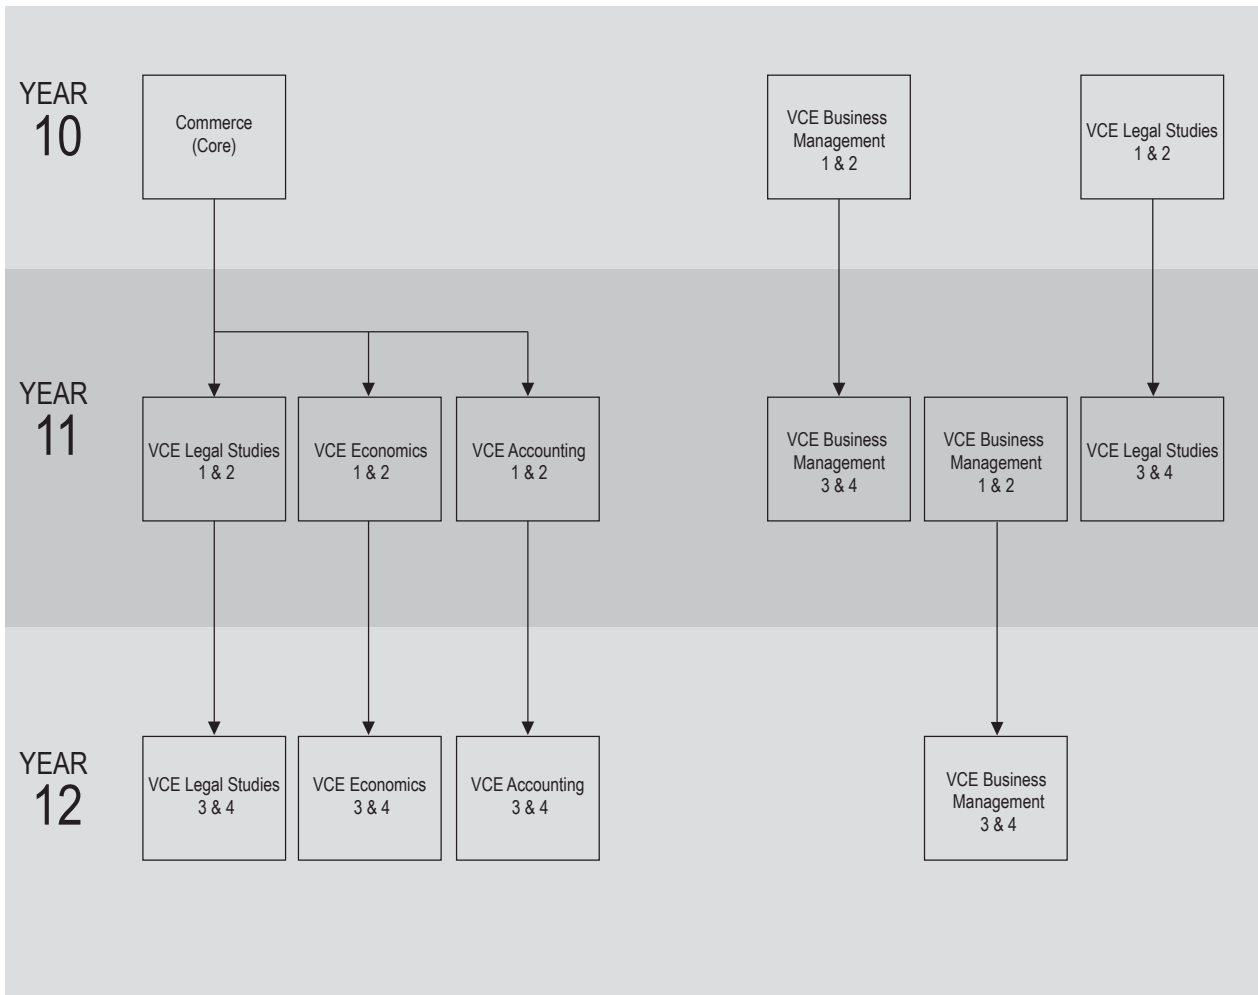 YEAR
10
Commerce
(Core)
VCE Business
Management
1 & 2
VCE Legal Studies
1 & 2
YEAR
11
VCE Legal Studies
1 & 2
VCE Economics
1 & 2
VCE Accounting
1 & 2
VCE Business
Management
3 & 4
VCE Business
Management
1 & 2
VCE Legal Studies
3 & 4
YEAR
12
VCE Legal Studies
3 & 4
VCE Economics
3 & 4
VCE Accounting
3 & 4
VCE Business
Management
3 & 4